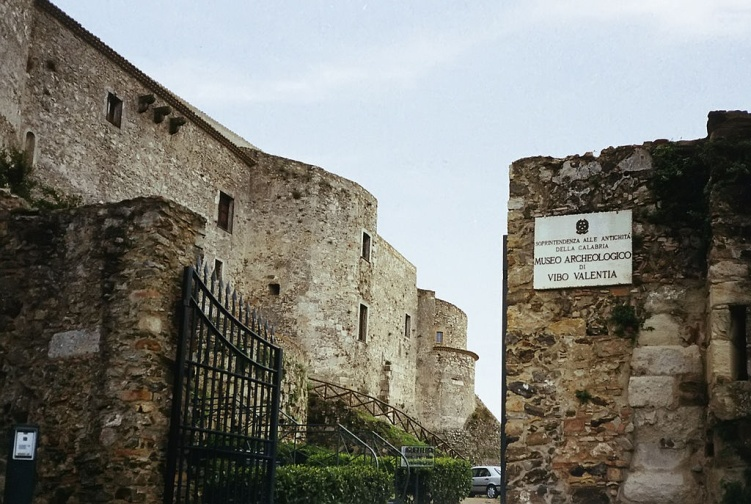 SOPRINTENDENZA ALLE ANTICHITÀ
DELLA CALABRIA
MUSEO ARCHEOLOGICO
DI
VIBO VALENTIA